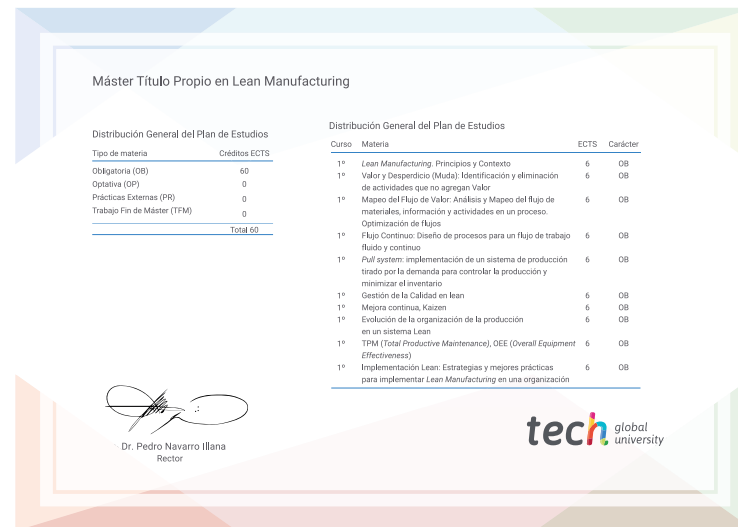 Máster Título Propio en Lean Manufacturing
Distribución General del Plan de Estudios
Tipo de materia Créditos ECTS
Obligatoria (OB) 60
Optativa (OP) 0
Prácticas Externas (PR) 0
Trabajo Fin de Máster (TFM) 0
Total 60
Distribución General del Plan de Estudios
Curso Materia ECTS Carácter
1º Lean Manufacturing. Principios y Contexto 6 OB
1º Valor y Desperdicio (Muda): Identificación y eliminación 6 OB
de actividades que no agregan Valor
1º Mapeo del Flujo de Valor: Análisis y Mapeo del flujo de 6 OB
materiales, información y actividades en un proceso.
Optimización de flujos
1º Flujo Continuo: Diseño de procesos para un flujo de trabajo 6 OB
fluido y continuo
1º Pull system: implementación de un sistema de producción 6 OB
tirado por la demanda para controlar la producción y
minimizar el inventario
1º Gestión de la Calidad en lean 6 OB
1º Mejora continua, Kaizen 6 OB
1º Evolución de la organización de la producción 6 OB
en un sistema Lean
1º TPM (Total Productive Maintenance), OEE (Overall Equipment 6 OB
Effectiveness)
1º Implementación Lean: Estrategias y mejores prácticas 6 OB
para implementar Lean Manufacturing en una organización
Dr. Pedro Navarro Illana
Rector
tech global
university